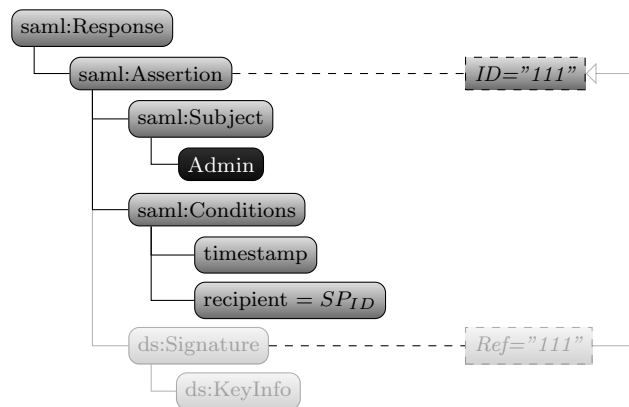 saml:Response
saml:Assertion ID="111"
saml:Subject
Admin
saml:Conditions
timestamp
recipient = SP_ID
ds:Signature Ref="111"
ds:KeyInfo